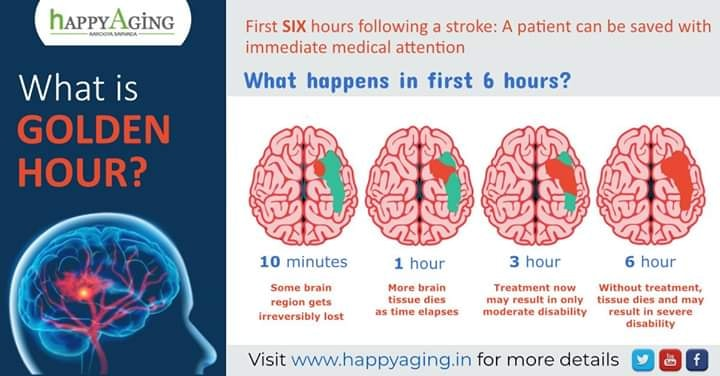 happyAging
AAROGYA SARVADA
What is
GOLDEN
HOUR?
First SIX hours following a stroke: A patient can be saved with
immediate medical attention
What happens in first 6 hours?
10 minutes
Some brain
region gets
irreversibly lost
1 hour
More brain
tissue dies
as time elapses
3 hour
Treatment now
may result in only
moderate disability
6 hour
Without treatment,
tissue dies and may
result in severe
disability
Visit www.happyaging.in for more details